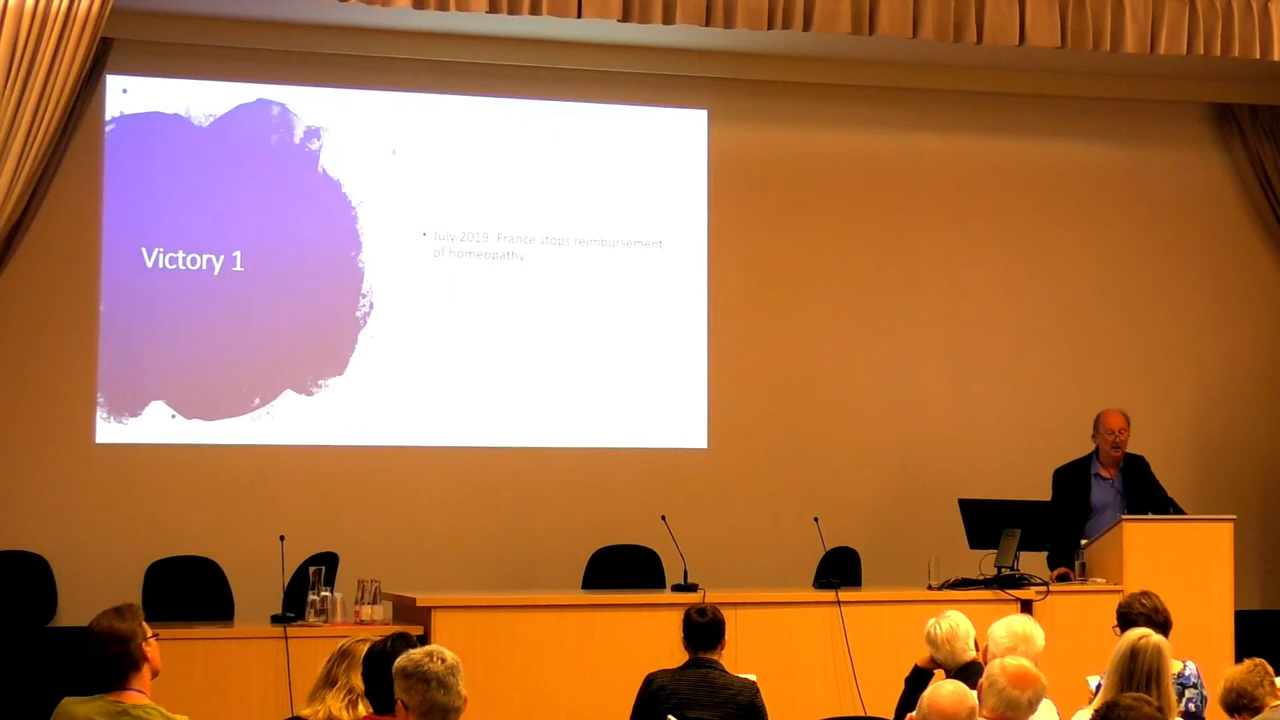 Victory 1
• July 2019. France stops reimbursement
of homeopathy